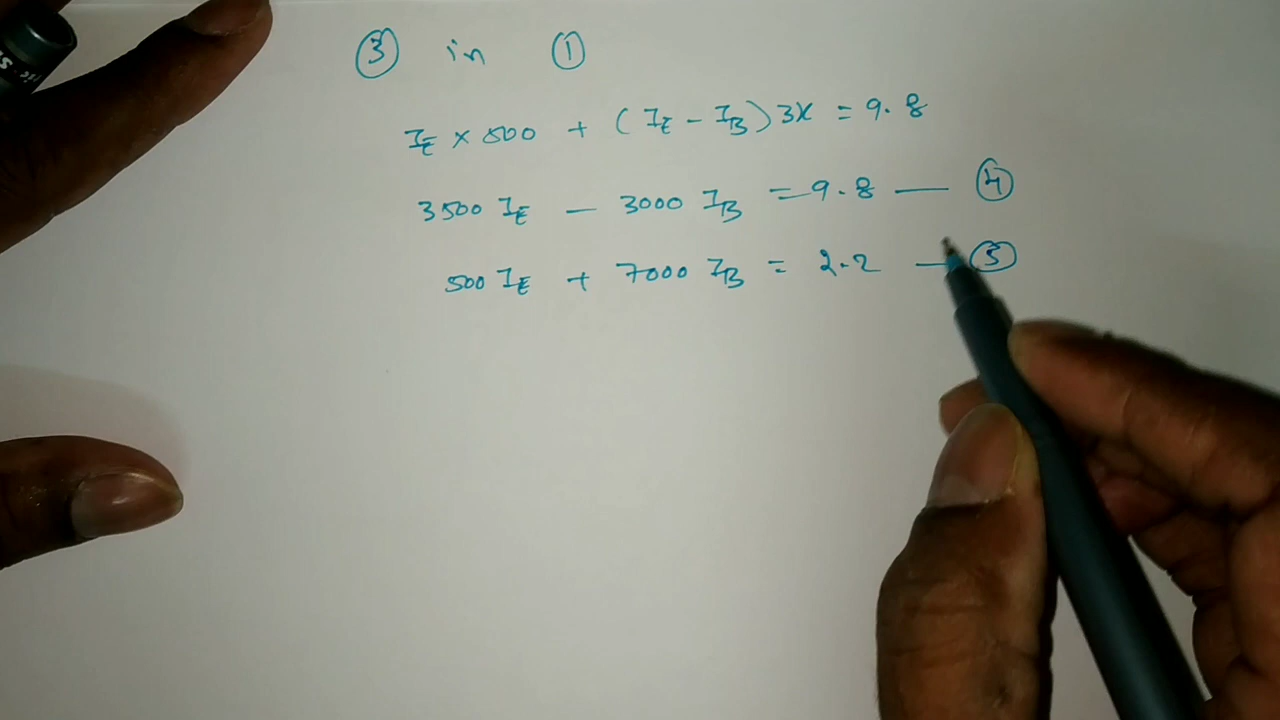 ③ in ①
I_E × 500 + (I_E - I_B) 3K = 9.8
3500 I_E — 3000 I_B = 9.8 — ④
500 I_E + 7000 I_B = 2.2 — ⑤